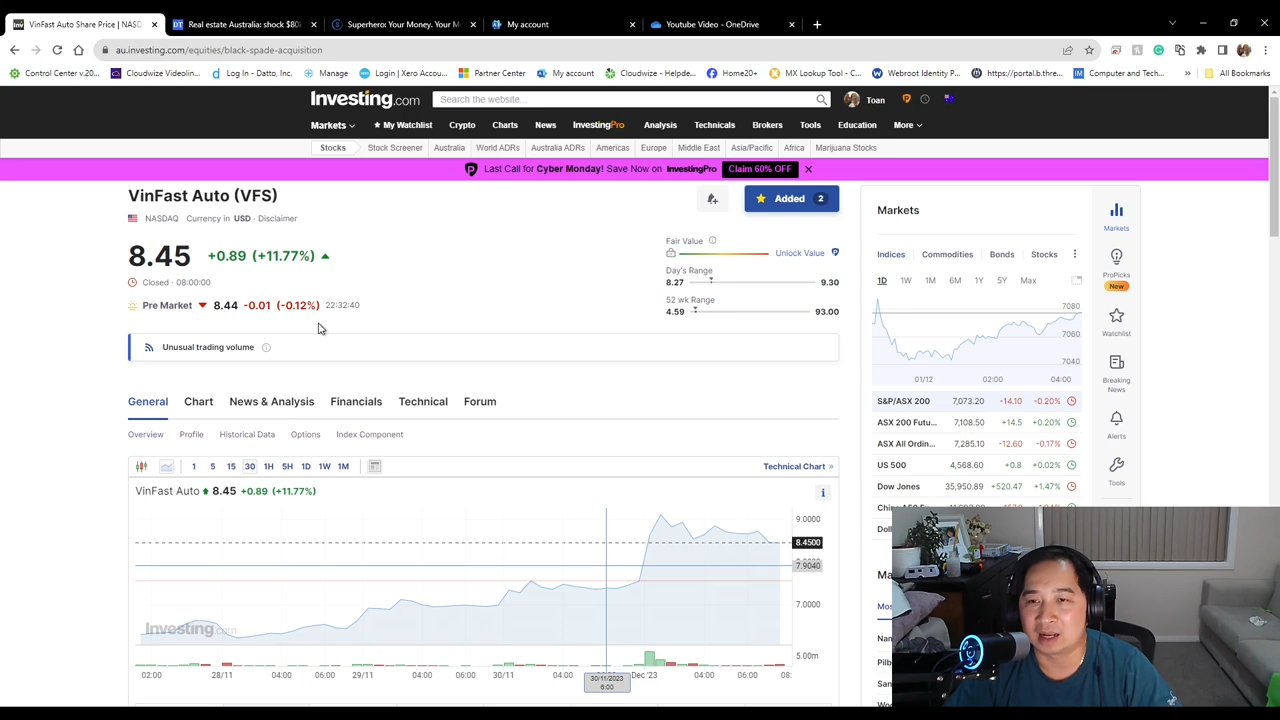 VinFast Auto Share Price | NASD
Real estate Australia: shock $80k
Superhero: Your Money. Your M
My account
Youtube Video - OneDrive
au.investing.com/equities/black-spade-acquisition
Control Center v.20...
Cloudwize Videolin...
Log In - Datto, Inc.
Manage
Login | Xero Accou...
Partner Center
My account
Cloudwize - Helpde...
Home20+
MX Lookup Tool - C...
Webroot Identity P...
https://portal.b.thre...
Computer and Tech...
All Bookmarks
Investing.com
Search the website...
Toan
Markets
My Watchlist
Crypto
Charts
News
InvestingPro
Analysis
Technicals
Brokers
Tools
Education
More
Stocks
Stock Screener
Australia
World ADRs
Australia ADRs
Americas
Europe
Middle East
Asia/Pacific
Africa
Marijuana Stocks
Last Call for Cyber Monday! Save Now on InvestingPro
Claim 60% OFF
VinFast Auto (VFS)
NASDAQ Currency in USD · Disclaimer
Added 2
8.45 +0.89 (+11.77%)
Closed · 08:00:00
Pre Market 8.44 -0.01 (-0.12%) 22:32:40
Fair Value
Unlock Value
Day's Range
8.27 9.30
52 wk Range
4.59 93.00
Unusual trading volume
General
Chart
News & Analysis
Financials
Technical
Forum
Overview
Profile
Historical Data
Options
Index Component
1 5 15 30 1H 5H 1D 1W 1M
Technical Chart »
VinFast Auto 8.45 +0.89 (+11.77%)
9.0000
8.4500
7.9040
7.0000
5.00m
Investing.com
02:00 28/11 04:00 06:00 29/11 04:00 06:00 30/11 04:00 Dec '23 04:00 06:00 08:
30/11/2023
6:00
Markets
Indices
Commodities
Bonds
Stocks
1D 1W 1M 6M 1Y 5Y Max
7080
7060
7040
01/12 02:00 04:00
S&P/ASX 200 7,073.20 -14.10 -0.20%
ASX 200 Futu... 7,108.50 +14.5 +0.20%
ASX All Ordin... 7,285.10 -12.60 -0.17%
US 500 4,568.60 +0.8 +0.02%
Dow Jones 35,950.89 +520.47 +1.47%
Markets
ProPicks
New
Watchlist
Breaking
News
Alerts
Tools